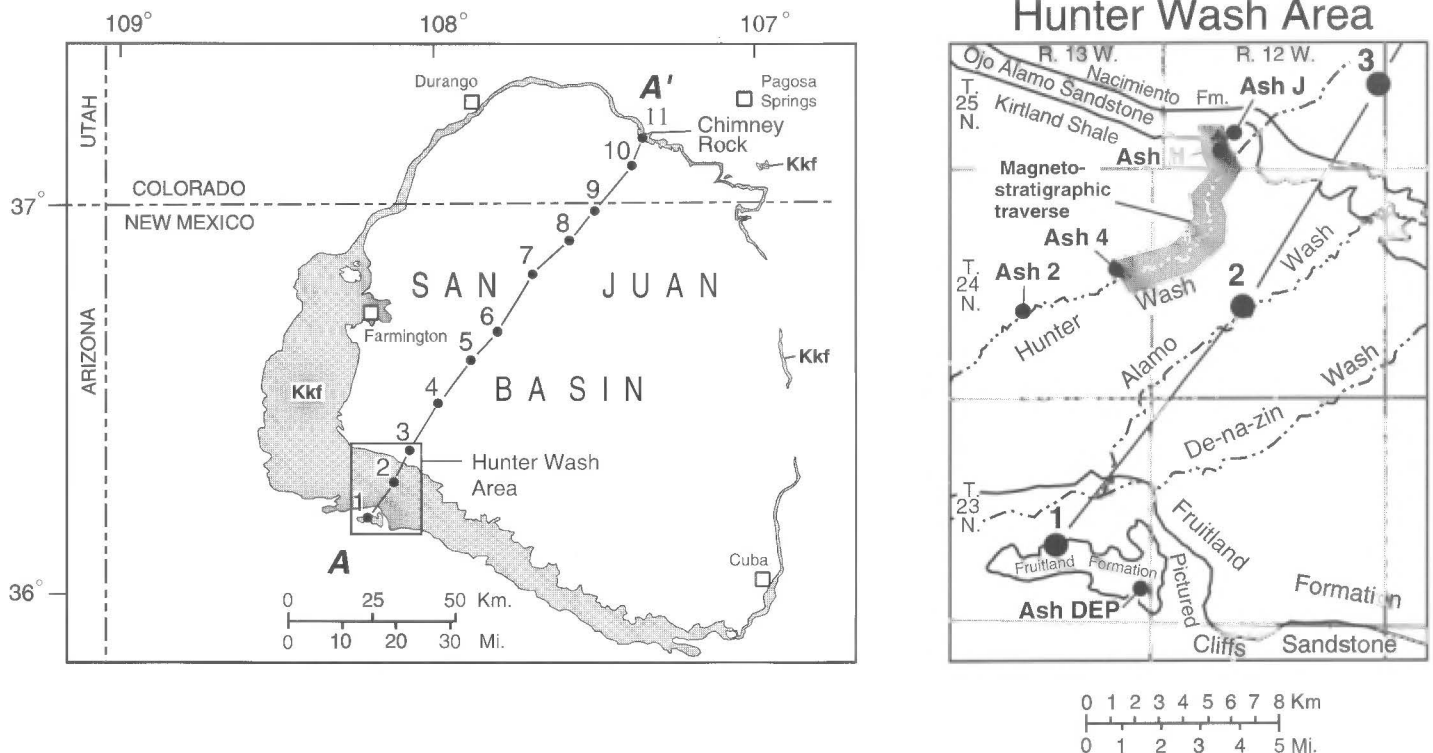 109°
108°
107°
Durango
A'
Pagosa
Springs
11
Chimney
Rock
10
Kkf
UTAH
COLORADO
37°
NEW MEXICO
9
8
7
SAN JUAN
6
Farmington
5
Kkf
ARIZONA
BASIN
Kkf
4
3
Hunter Wash
Area
2
1
A
Cuba
36°
0 25 50 Km.
0 10 20 30 Mi.
Hunter Wash Area
R. 13 W.
R. 12 W.
3
Ojo Alamo Sandstone
Nacimiento
Fm.
Ash J
T.
25
N.
Kirtland Shale
Ash H
Magneto-
stratigraphic
traverse
Ash 4
Wash
T.
24
N.
Ash 2
2
Wash
Hunter
Alamo
Wash
De-na-zin
T.
23
N.
1
Fruitland
Fruitland Formation
Pictured
Formation
Ash DEP
Cliffs
Sandstone
0 1 2 3 4 5 6 7 8 Km
0 1 2 3 4 5 Mi.